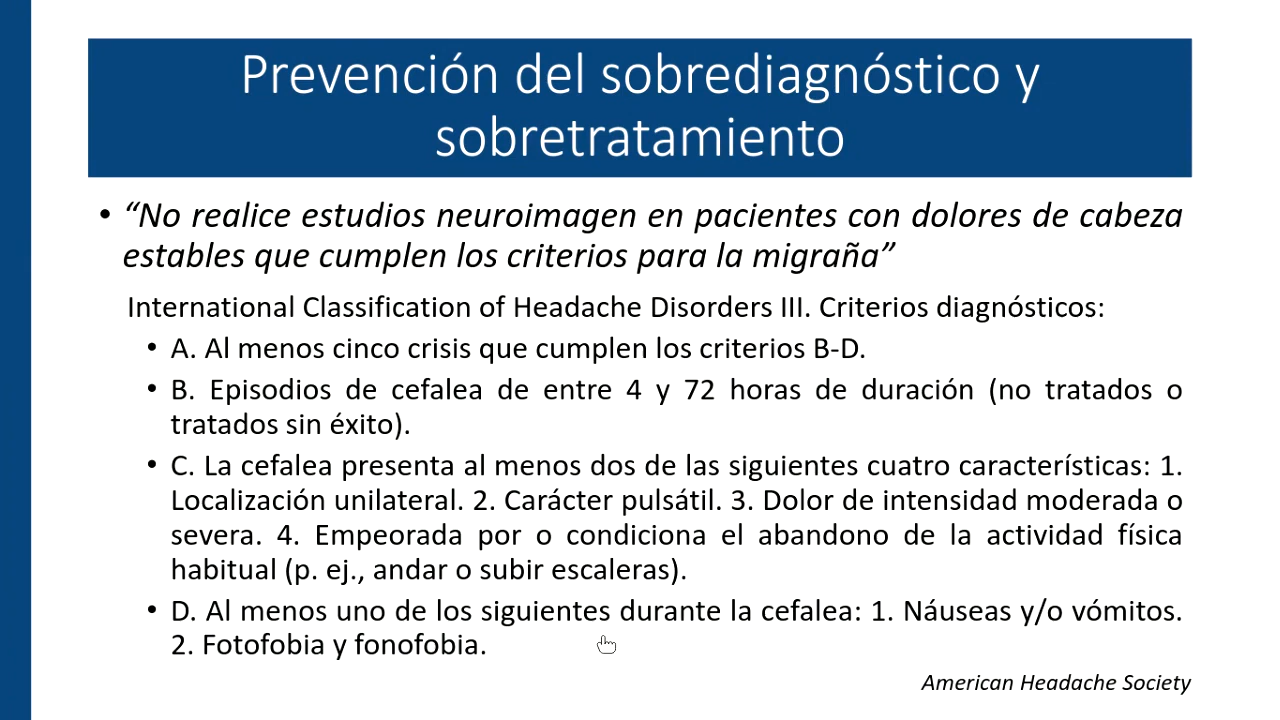 Prevención del sobrediagnóstico y
sobretratamiento
• “No realice estudios neuroimagen en pacientes con dolores de cabeza
estables que cumplen los criterios para la migraña”
International Classification of Headache Disorders III. Criterios diagnósticos:
• A. Al menos cinco crisis que cumplen los criterios B-D.
• B. Episodios de cefalea de entre 4 y 72 horas de duración (no tratados o
tratados sin éxito).
• C. La cefalea presenta al menos dos de las siguientes cuatro características: 1.
Localización unilateral. 2. Carácter pulsátil. 3. Dolor de intensidad moderada o
severa. 4. Empeorada por o condiciona el abandono de la actividad física
habitual (p. ej., andar o subir escaleras).
• D. Al menos uno de los siguientes durante la cefalea: 1. Náuseas y/o vómitos.
2. Fotofobia y fonofobia.
American Headache Society